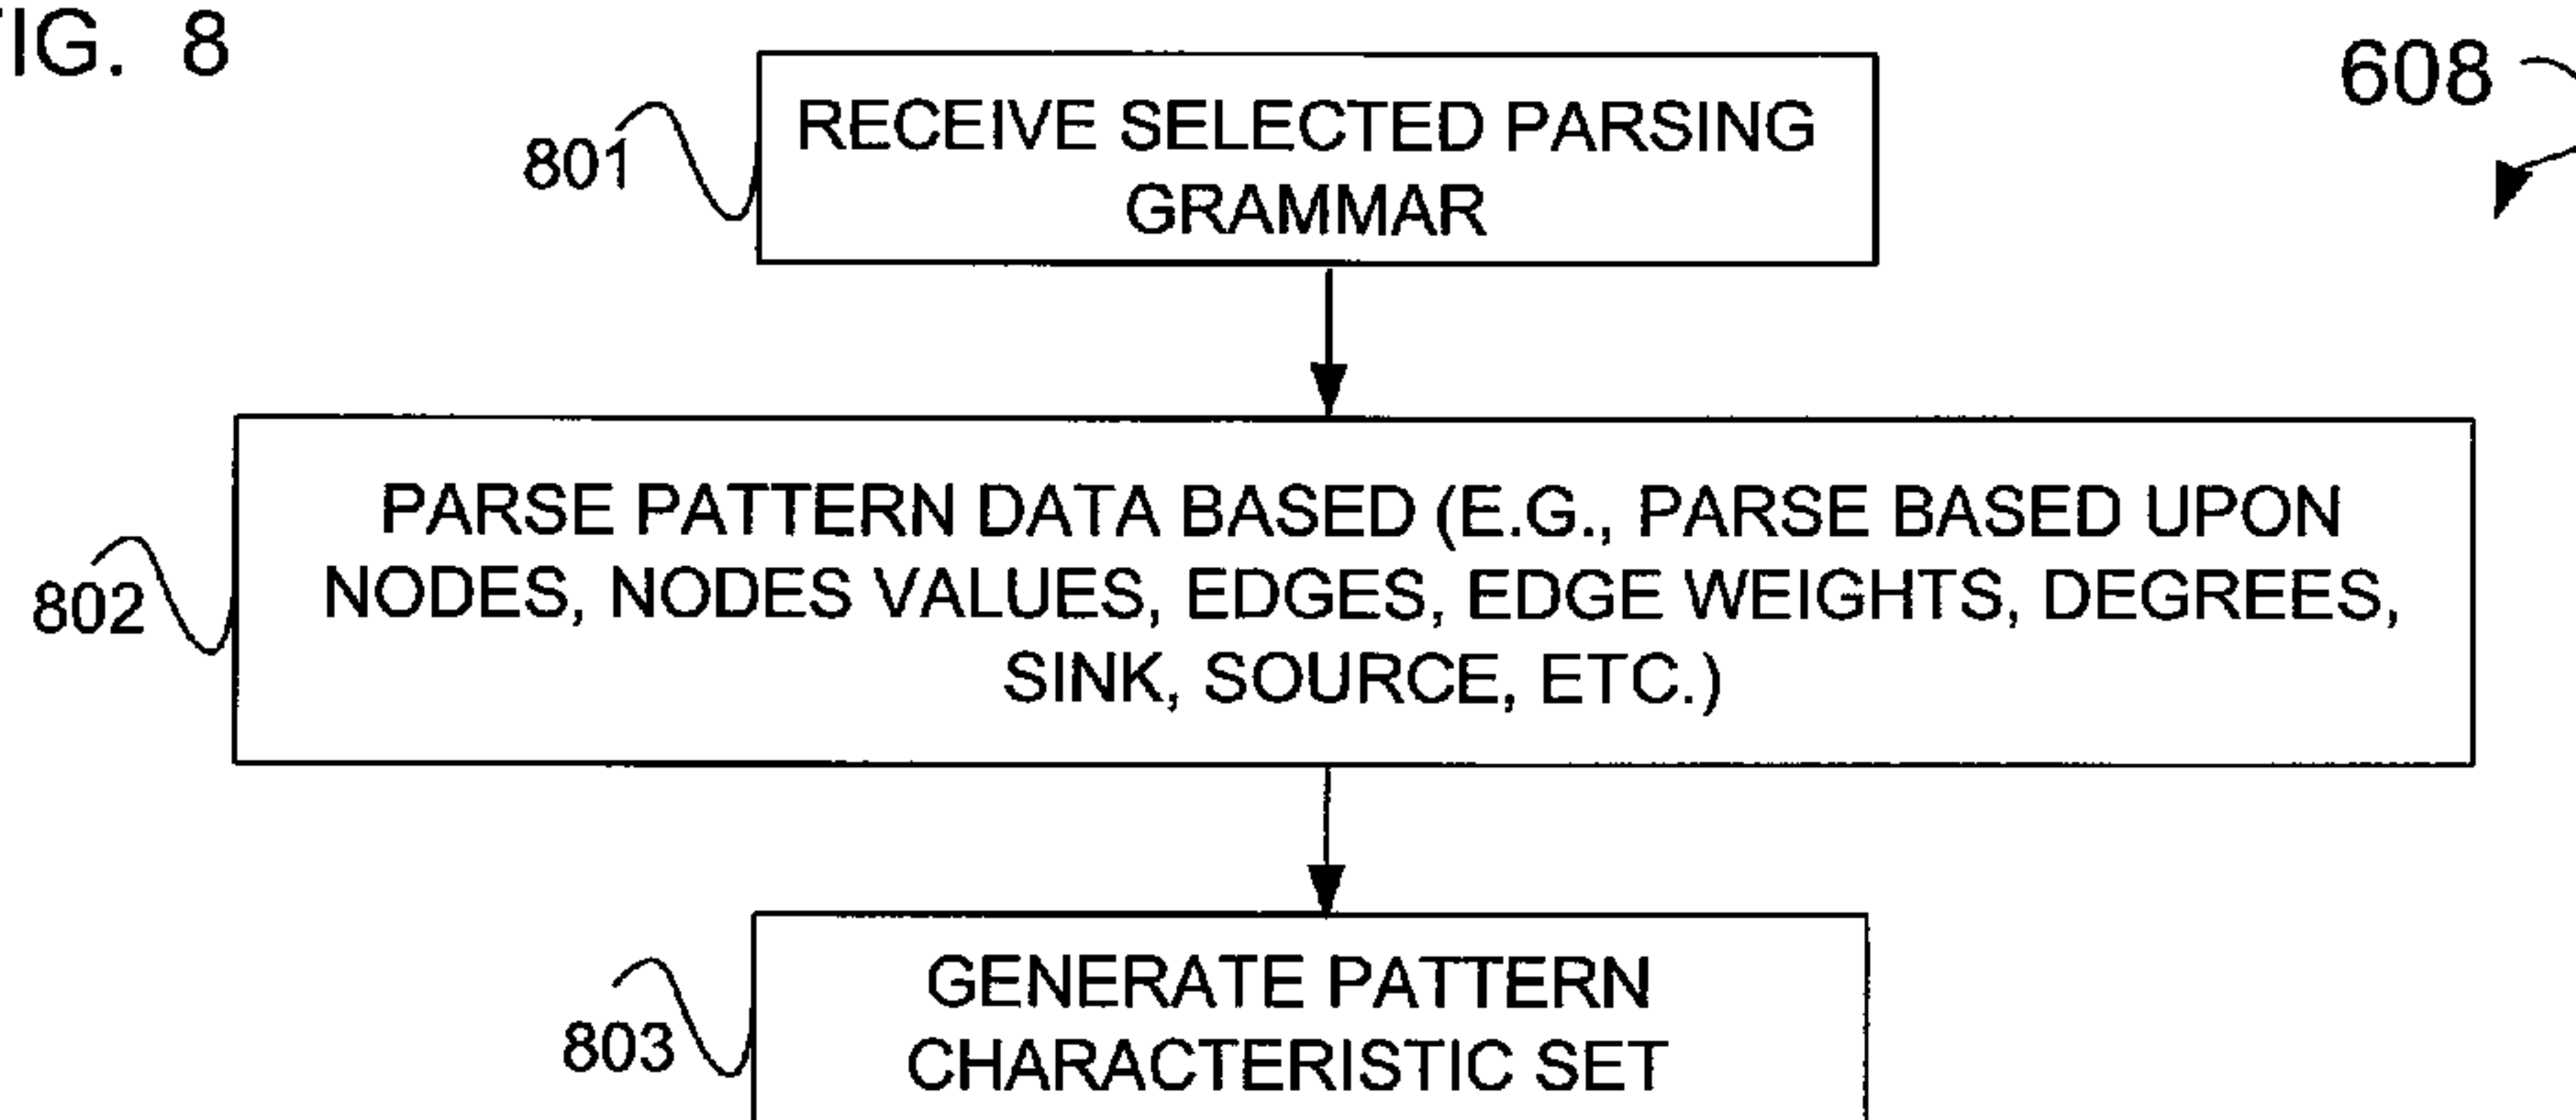 FIG. 8
608
801
RECEIVE SELECTED PARSING
GRAMMAR
802
PARSE PATTERN DATA BASED (E.G., PARSE BASED UPON
NODES, NODES VALUES, EDGES, EDGE WEIGHTS, DEGREES,
SINK, SOURCE, ETC.)
803
GENERATE PATTERN
CHARACTERISTIC SET